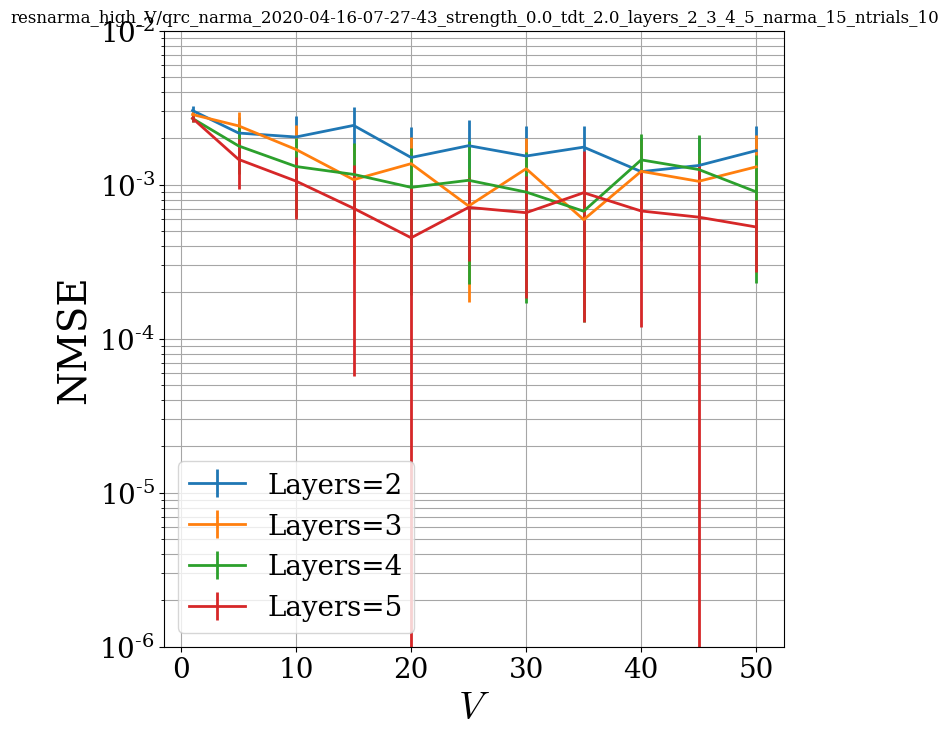 resnarma_high_V/qrc_narma_2020-04-16-07-27-43_strength_0.0_tdt_2.0_layers_2_3_4_5_narma_15_ntrials_10
10^-2
10^-3
10^-4
10^-5
10^-6
NMSE
Layers=2
Layers=3
Layers=4
Layers=5
0 10 20 30 40 50
V